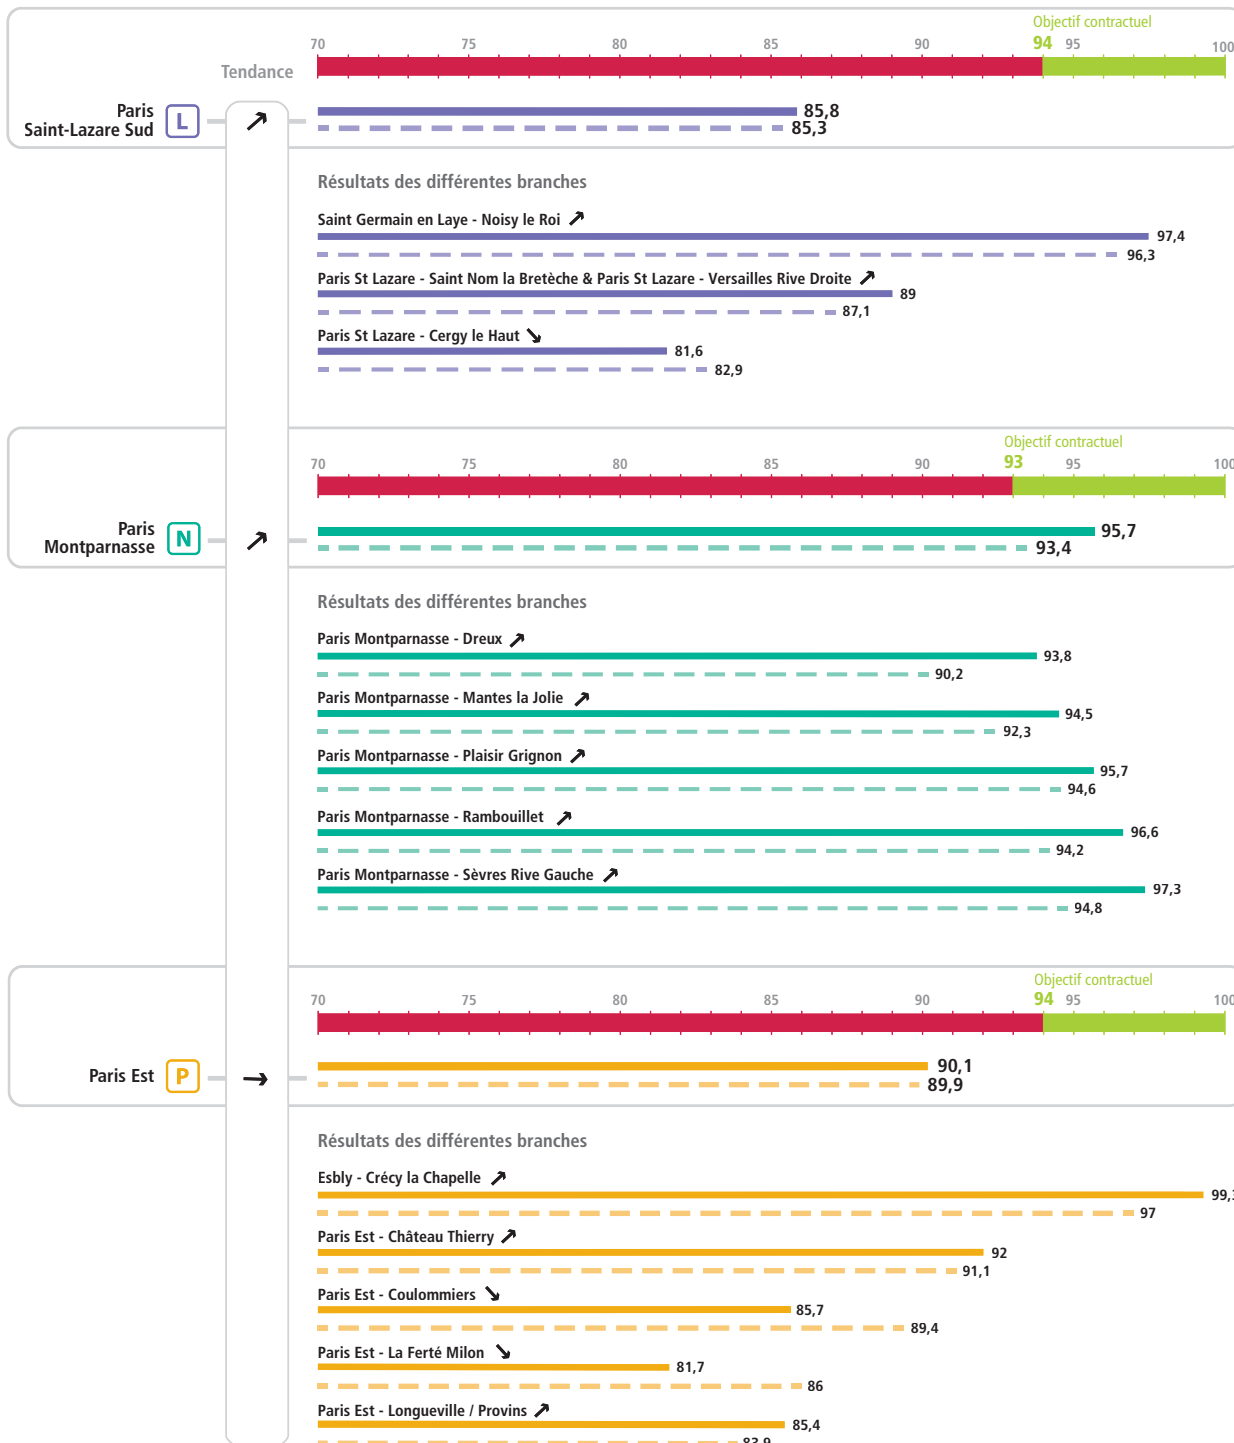 Objectif contractuel
70 75 80 85 90 94 95 100
Tendance
Paris
Saint-Lazare Sud
L
85,8
85,3
Résultats des différentes branches
Saint Germain en Laye - Noisy le Roi
97,4
96,3
Paris St Lazare - Saint Nom la Bretèche & Paris St Lazare - Versailles Rive Droite
89
87,1
Paris St Lazare - Cergy le Haut
81,6
82,9
Objectif contractuel
70 75 80 85 90 93 95 100
Paris
Montparnasse
N
95,7
93,4
Résultats des différentes branches
Paris Montparnasse - Dreux
93,8
90,2
Paris Montparnasse - Mantes la Jolie
94,5
92,3
Paris Montparnasse - Plaisir Grignon
95,7
94,6
Paris Montparnasse - Rambouillet
96,6
94,2
Paris Montparnasse - Sèvres Rive Gauche
97,3
94,8
Objectif contractuel
70 75 80 85 90 94 95 100
Paris Est
P
90,1
89,9
Résultats des différentes branches
Esbly - Crécy la Chapelle
99,3
97
Paris Est - Château Thierry
92
91,1
Paris Est - Coulommiers
85,7
89,4
Paris Est - La Ferté Milon
81,7
86
Paris Est - Longueville / Provins
85,4
83,9